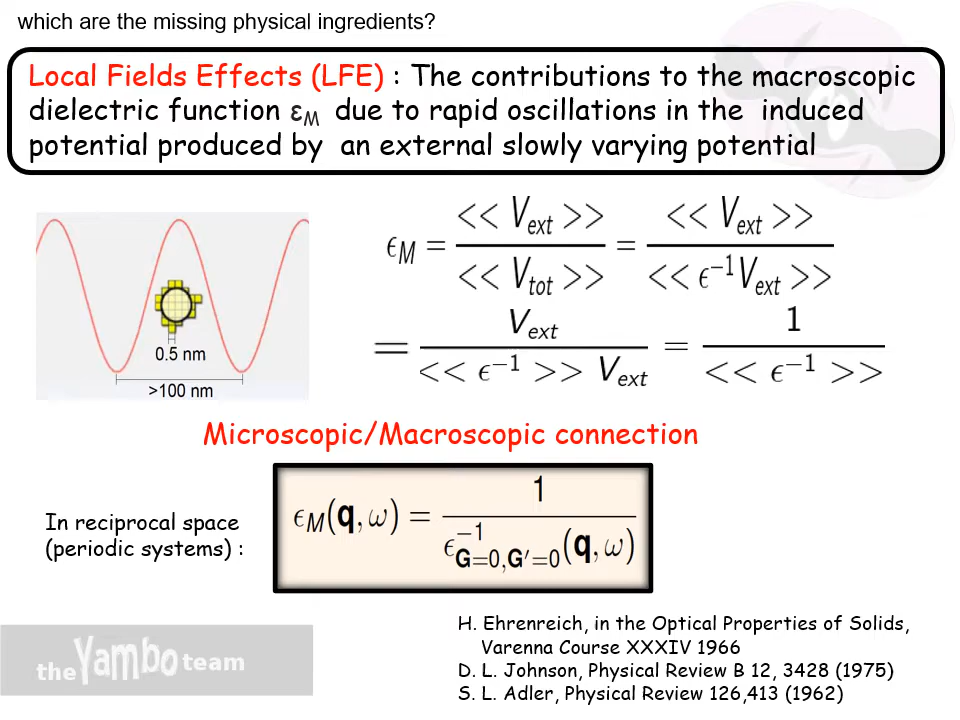 which are the missing physical ingredients?
Local Fields Effects (LFE) : The contributions to the macroscopic
dielectric function εM due to rapid oscillations in the induced
potential produced by an external slowly varying potential
0.5 nm
>100 nm
ϵM = << Vext >> / << Vtot >> = << Vext >> / << ϵ−1Vext >>
= Vext / << ϵ−1 >> Vext = 1 / << ϵ−1 >>
Microscopic/Macroscopic connection
In reciprocal space
(periodic systems) :
ϵM(q, ω) = 1 / ϵ−1G=0,G′=0(q, ω)
H. Ehrenreich, in the Optical Properties of Solids,
Varenna Course XXXIV 1966
D. L. Johnson, Physical Review B 12, 3428 (1975)
S. L. Adler, Physical Review 126,413 (1962)
the Yambo team